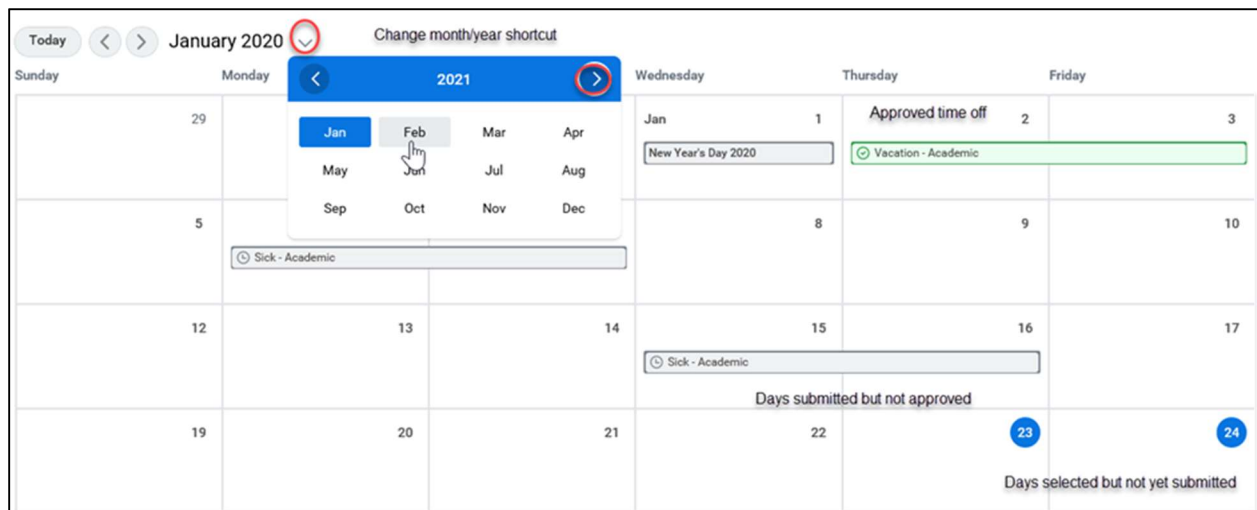 Today < > January 2020 Change month/year shortcut
Sunday Monday Wednesday Thursday Friday
< 2021 >
29 Jan 1 Approved time off 2 3
Jan Feb Mar Apr
New Year's Day 2020 Vacation - Academic
May Jun Jul Aug
Sep Oct Nov Dec
5 8 9 10
Sick - Academic
12 13 14 15 16 17
Sick - Academic
Days submitted but not approved
19 20 21 22 23 24
Days selected but not yet submitted